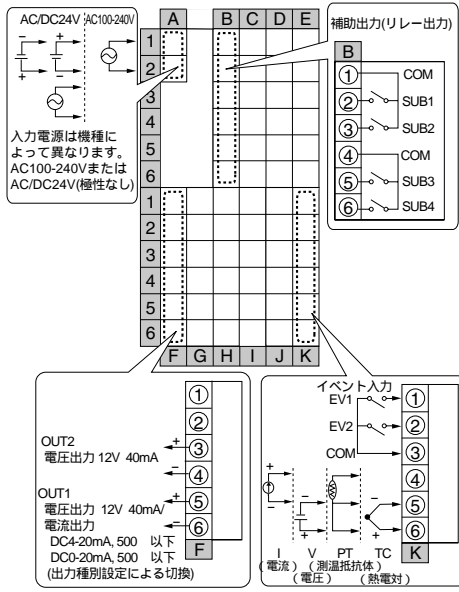 AC/DC24V AC100-240V
入力電源は機種に
よって異なります。
AC100-240Vまたは
AC/DC24V(極性なし)
A B C D E
1
2
3
4
5
6
1
2
3
4
5
6
F G H I J K
補助出力(リレー出力)
B
① COM
② SUB1
③ SUB2
④ COM
⑤ SUB3
⑥ SUB4
①
②
OUT2 + ③
電圧出力 12V 40mA
- ④
OUT1 + ⑤
電圧出力 12V 40mA/
電流出力 - ⑥
DC4-20mA, 500 以下
DC0-20mA, 500 以下
(出力種別設定による切換)
F
イベント入力
EV1 ①
EV2 ②
COM ③
④
⑤
⑥
I V PT TC
(電流) (測温抵抗体)
(電圧) (熱電対)
K